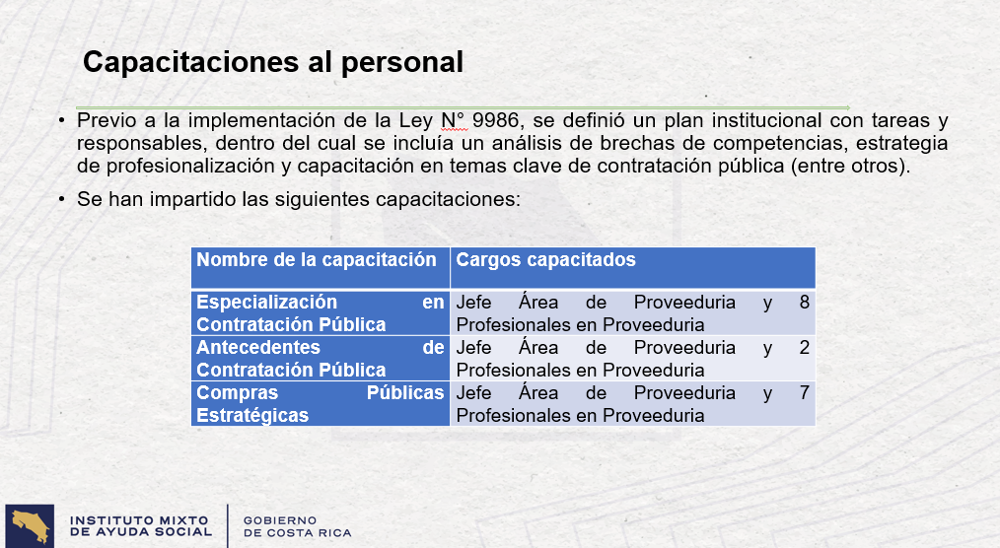 Capacitaciones al personal
• Previo a la implementación de la Ley N° 9986, se definió un plan institucional con tareas y
responsables, dentro del cual se incluía un análisis de brechas de competencias, estrategia
de profesionalización y capacitación en temas clave de contratación pública (entre otros).
• Se han impartido las siguientes capacitaciones:
Nombre de la capacitación Cargos capacitados
Especialización en Jefe Área de Proveeduria y 8
Contratación Pública Profesionales en Proveeduria
Antecedentes de Jefe Área de Proveeduria y 2
Contratación Pública Profesionales en Proveeduria
Compras Públicas Jefe Área de Proveeduria y 7
Estratégicas Profesionales en Proveeduria
INSTITUTO MIXTO GOBIERNO
DE AYUDA SOCIAL DE COSTA RICA